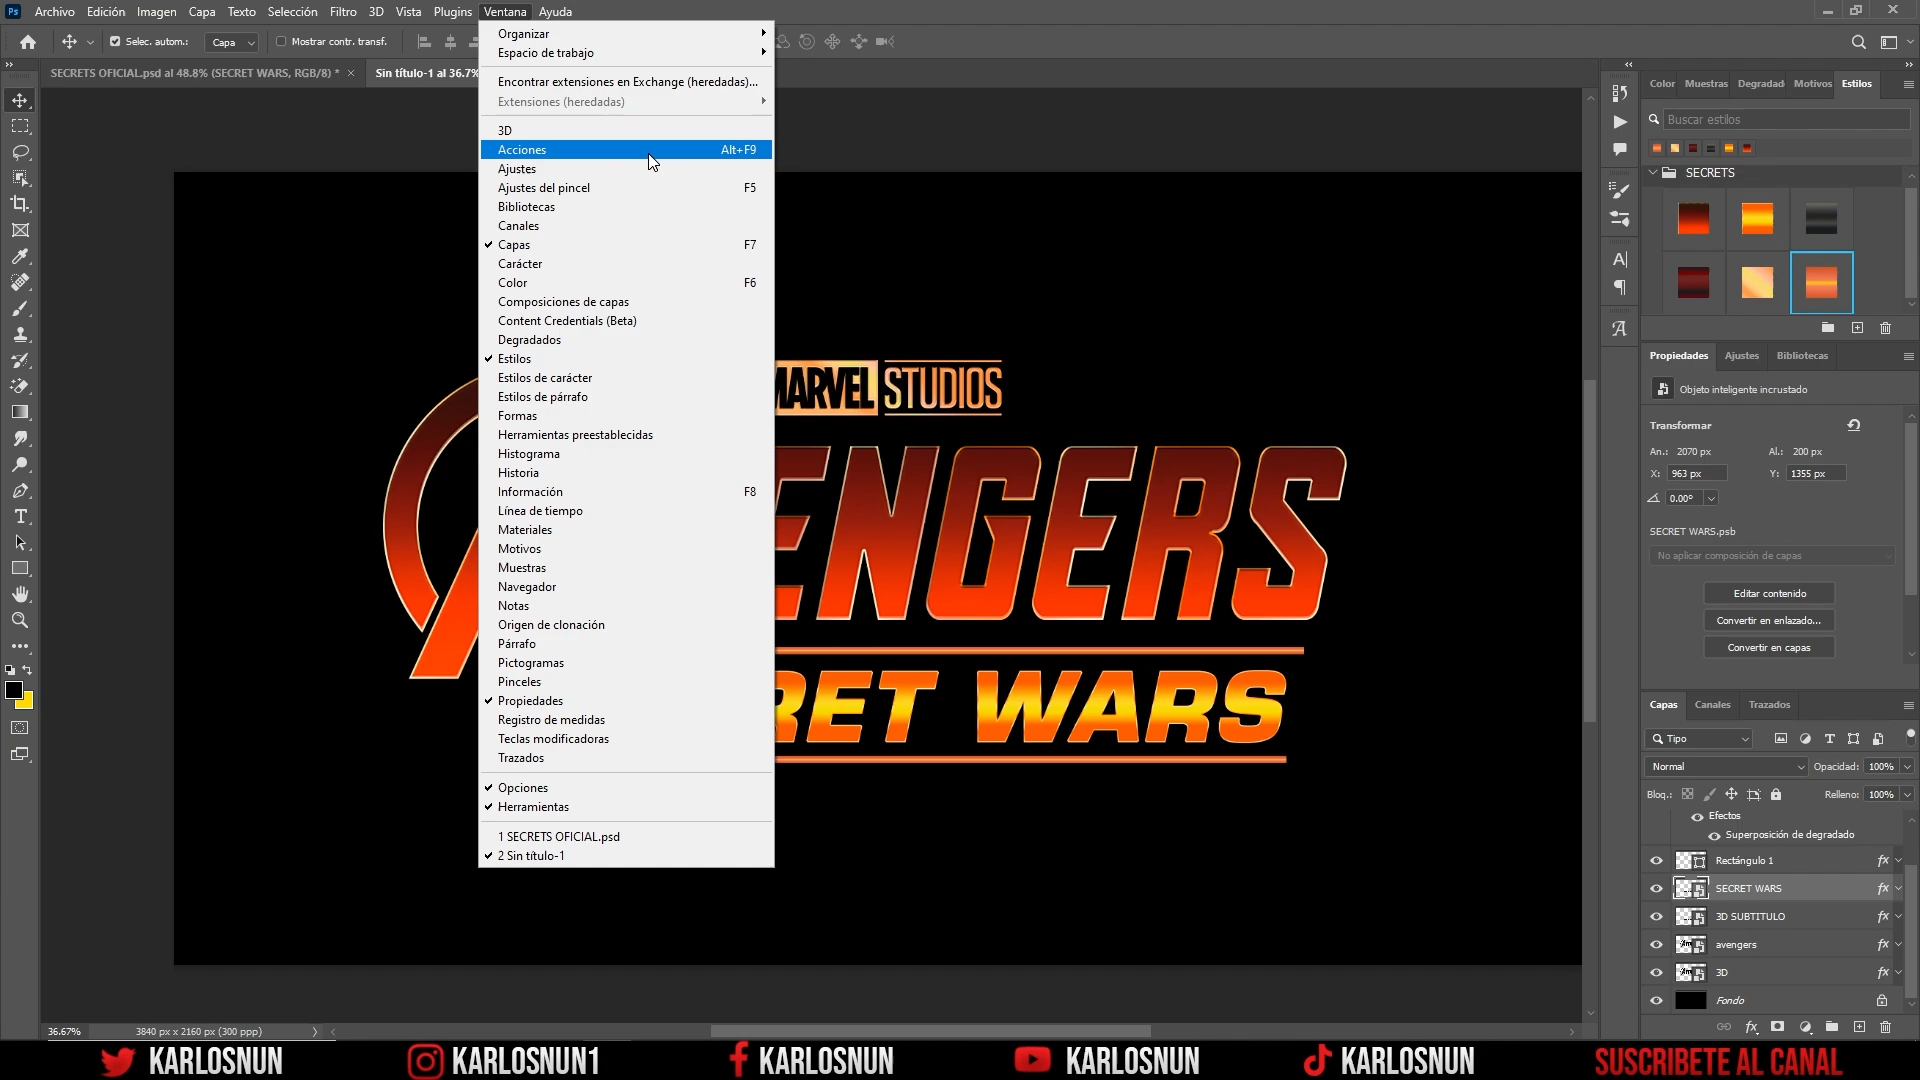 Ps Archivo Edición Imagen Capa Texto Selección Filtro 3D Vista Plugins Ventana Ayuda
Selec. autom.: Capa Mostrar contr. transf.
SECRETS OFICIAL.psd al 48.8% (SECRET WARS, RGB/8) *
Sin título-1 al 36.7%
Organizar
Espacio de trabajo
Encontrar extensiones en Exchange (heredadas)...
Extensiones (heredadas)
3D
Acciones Alt+F9
Ajustes
Ajustes del pincel F5
Bibliotecas
Canales
Capas F7
Carácter
Color F6
Composiciones de capas
Content Credentials (Beta)
Degradados
Estilos
Estilos de carácter
Estilos de párrafo
Formas
Herramientas preestablecidas
Histograma
Historia
Información F8
Línea de tiempo
Materiales
Motivos
Muestras
Navegador
Notas
Origen de clonación
Párrafo
Pictogramas
Pinceles
Propiedades
Registro de medidas
Teclas modificadoras
Trazados
Opciones
Herramientas
1 SECRETS OFICIAL.psd
2 Sin título-1
MARVEL STUDIOS
ENGERS
RET WARS
Color Muestras Degradad Motivos Estilos
Buscar estilos
SECRETS
Propiedades Ajustes Bibliotecas
Objeto inteligente incrustado
Transformar
An.: 2070 px Al.: 200 px
X: 963 px Y: 1355 px
0.00°
SECRET WARS.psb
No aplicar composición de capas
Editar contenido
Convertir en enlazado...
Convertir en capas
Capas Canales Trazados
Tipo
Normal Opacidad: 100%
Bloq.: Relleno: 100%
Efectos
Superposición de degradado
Rectángulo 1 fx
SECRET WARS fx
3D SUBTITULO fx
avengers fx
3D fx
Fondo
fx
36.67% 3840 px x 2160 px (300 ppp)
KARLOSNUN KARLOSNUN1 KARLOSNUN KARLOSNUN KARLOSNUN SUSCRIBETE AL CANAL